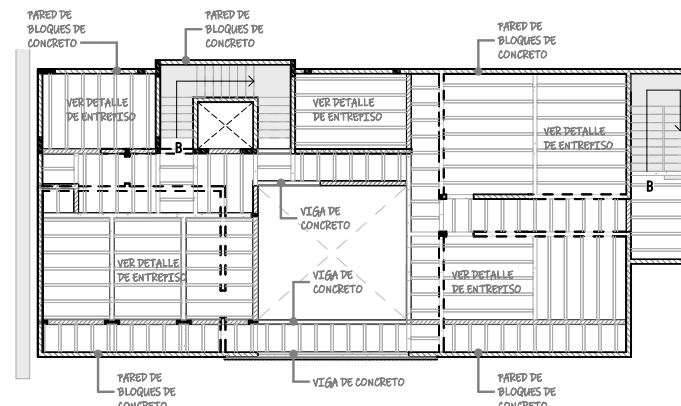 PARED DE
BLOQUES DE
CONCRETO
PARED DE
BLOQUES DE
CONCRETO
PARED DE
BLOQUES DE
CONCRETO
VER DETALLE
DE ENTREPISO
VER DETALLE
DE ENTREPISO
VER DETALLE
DE ENTREPISO
B
B
VIGA DE
CONCRETO
VER DETALLE
DE ENTREPISO
VIGA DE
CONCRETO
VER DETALLE
DE ENTREPISO
PARED DE
BLOQUES DE
CONCRETO
VIGA DE CONCRETO
PARED DE
BLOQUES DE
CONCRETO